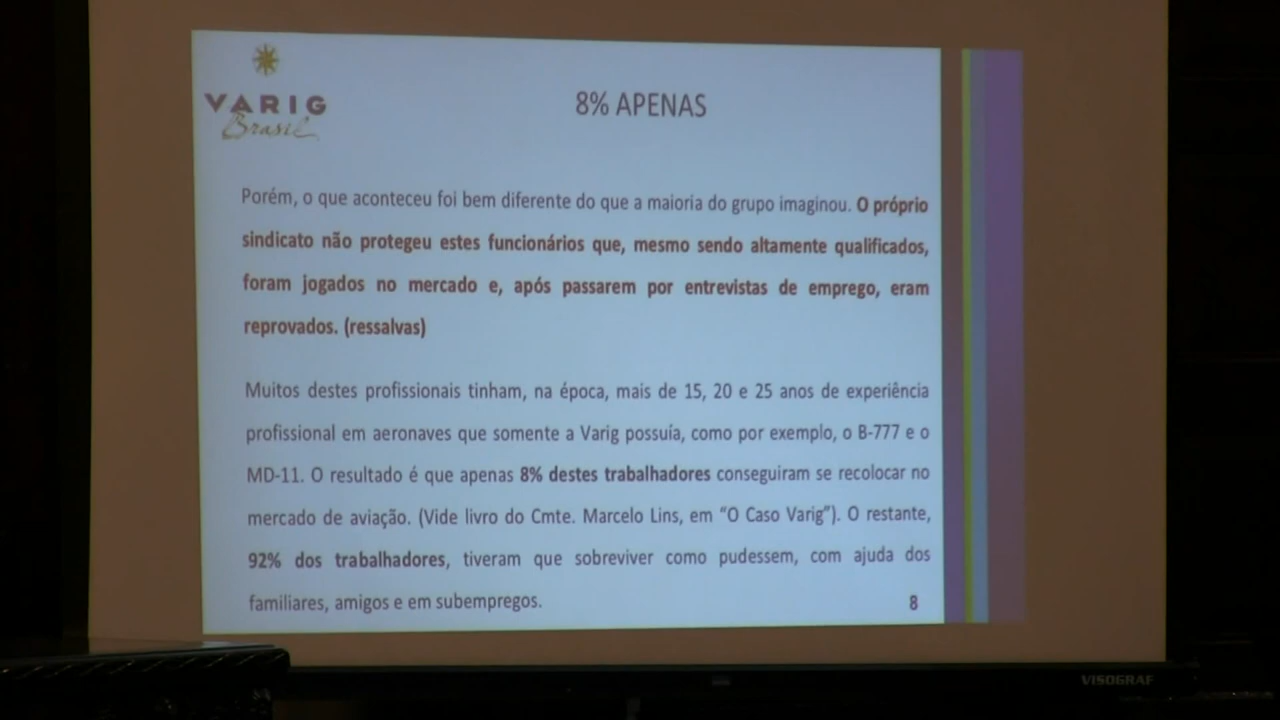 VARIG
Brasil
8% APENAS
Porém, o que aconteceu foi bem diferente do que a maioria do grupo imaginou. O próprio
sindicato não protegeu estes funcionários que, mesmo sendo altamente qualificados,
foram jogados no mercado e, após passarem por entrevistas de emprego, eram
reprovados. (ressalvas)
Muitos destes profissionais tinham, na época, mais de 15, 20 e 25 anos de experiência
profissional em aeronaves que somente a Varig possuía, como por exemplo, o B-777 e o
MD-11. O resultado é que apenas 8% destes trabalhadores conseguiram se recolocar no
mercado de aviação. (Vide livro do Cmte. Marcelo Lins, em “O Caso Varig”). O restante,
92% dos trabalhadores, tiveram que sobreviver como pudessem, com ajuda dos
familiares, amigos e em subempregos.
8
VISOGRAF